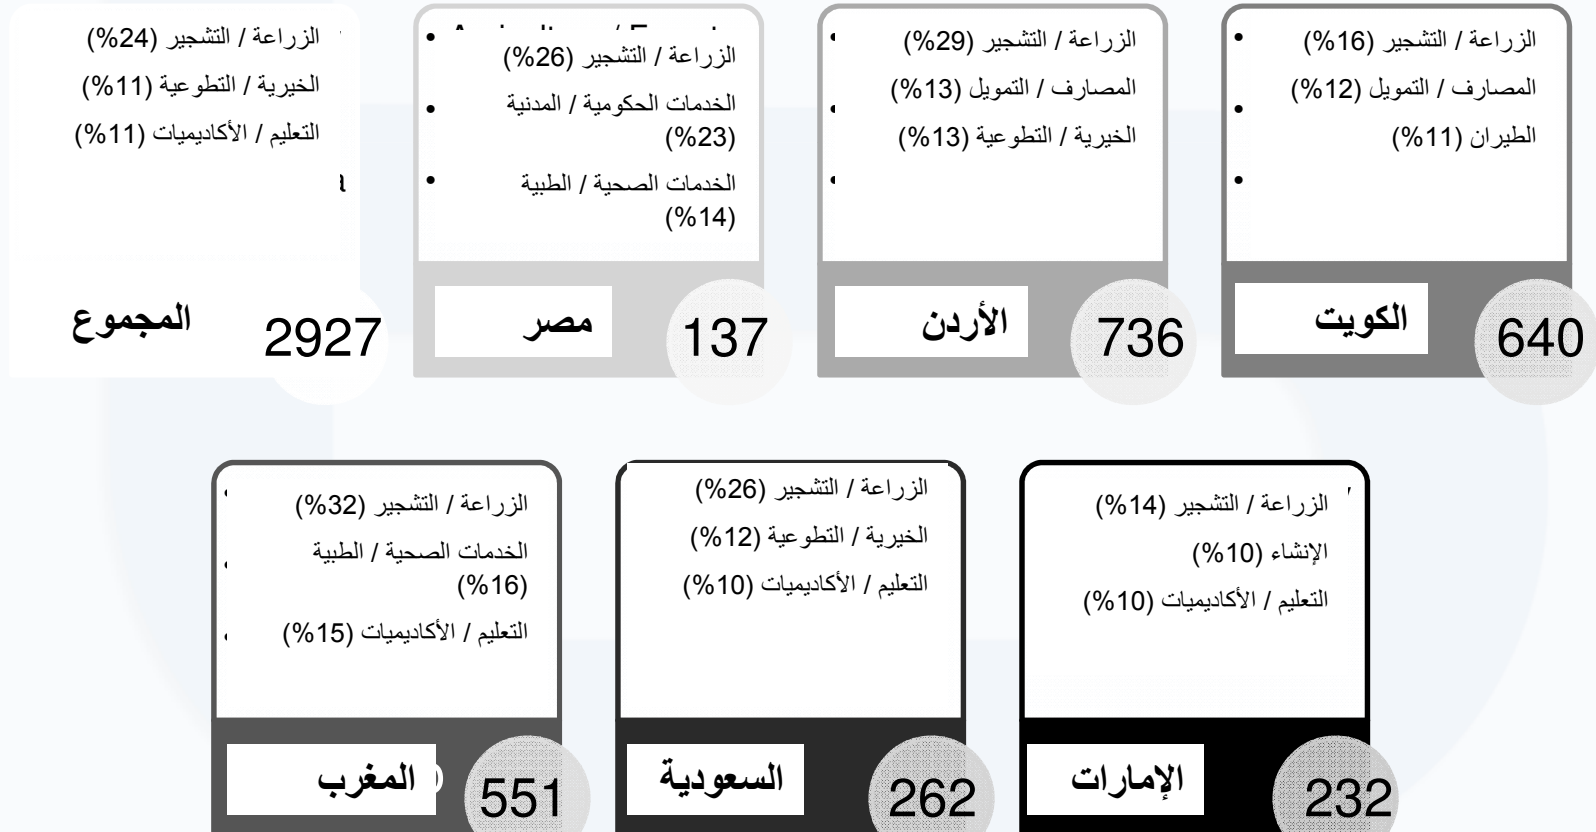 الزراعة / التشجير (16%)
المصارف / التمويل (12%)
الطيران (11%)
الكويت
640
الزراعة / التشجير (29%)
المصارف / التمويل (13%)
الخيرية / التطوعية (13%)
الأردن
736
الزراعة / التشجير (26%)
الخدمات الحكومية / المدنية
(23%)
الخدمات الصحية / الطبية
(14%)
مصر
137
الزراعة / التشجير (24%)
الخيرية / التطوعية (11%)
التعليم / الأكاديميات (11%)
المجموع
2927
الزراعة / التشجير (14%)
الإنشاء (10%)
التعليم / الأكاديميات (10%)
الإمارات
232
الزراعة / التشجير (26%)
الخيرية / التطوعية (12%)
التعليم / الأكاديميات (10%)
السعودية
262
الزراعة / التشجير (32%)
الخدمات الصحية / الطبية
(16%)
التعليم / الأكاديميات (15%)
المغرب
551